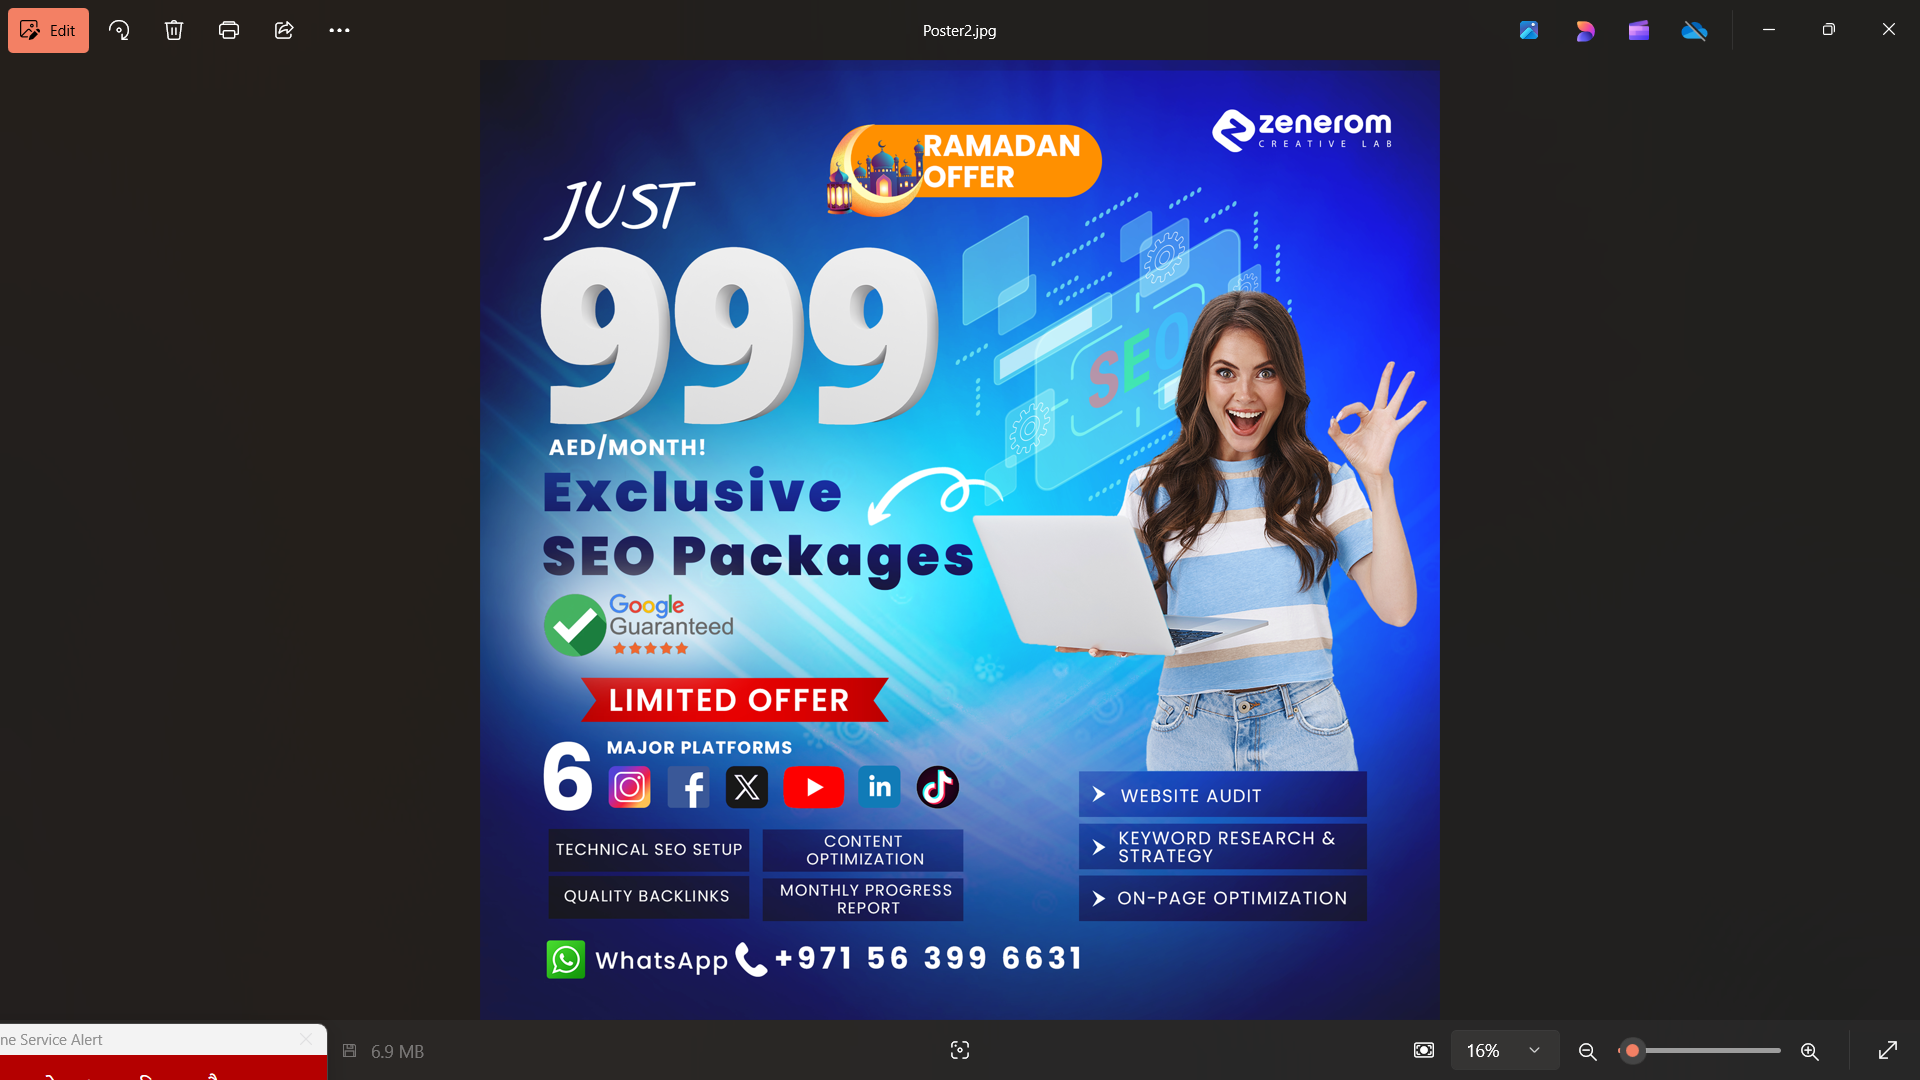 Edit
Poster2.jpg
zenerom
CREATIVE LAB
RAMADAN
OFFER
JUST
999
AED/MONTH!
SEO
Exclusive
SEO Packages
Google
Guaranteed
LIMITED OFFER
6 MAJOR PLATFORMS
TECHNICAL SEO SETUP
CONTENT
OPTIMIZATION
QUALITY BACKLINKS
MONTHLY PROGRESS
REPORT
WEBSITE AUDIT
KEYWORD RESEARCH &
STRATEGY
ON-PAGE OPTIMIZATION
WhatsApp +971 56 399 6631
ne Service Alert
6.9 MB
16%